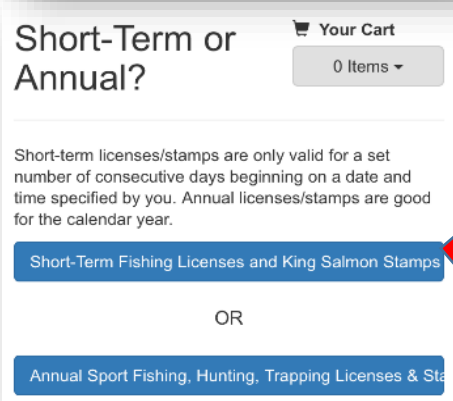 Short-Term or
Annual?
Your Cart
0 Items
Short-term licenses/stamps are only valid for a set
number of consecutive days beginning on a date and
time specified by you. Annual licenses/stamps are good
for the calendar year.
Short-Term Fishing Licenses and King Salmon Stamps
OR
Annual Sport Fishing, Hunting, Trapping Licenses &